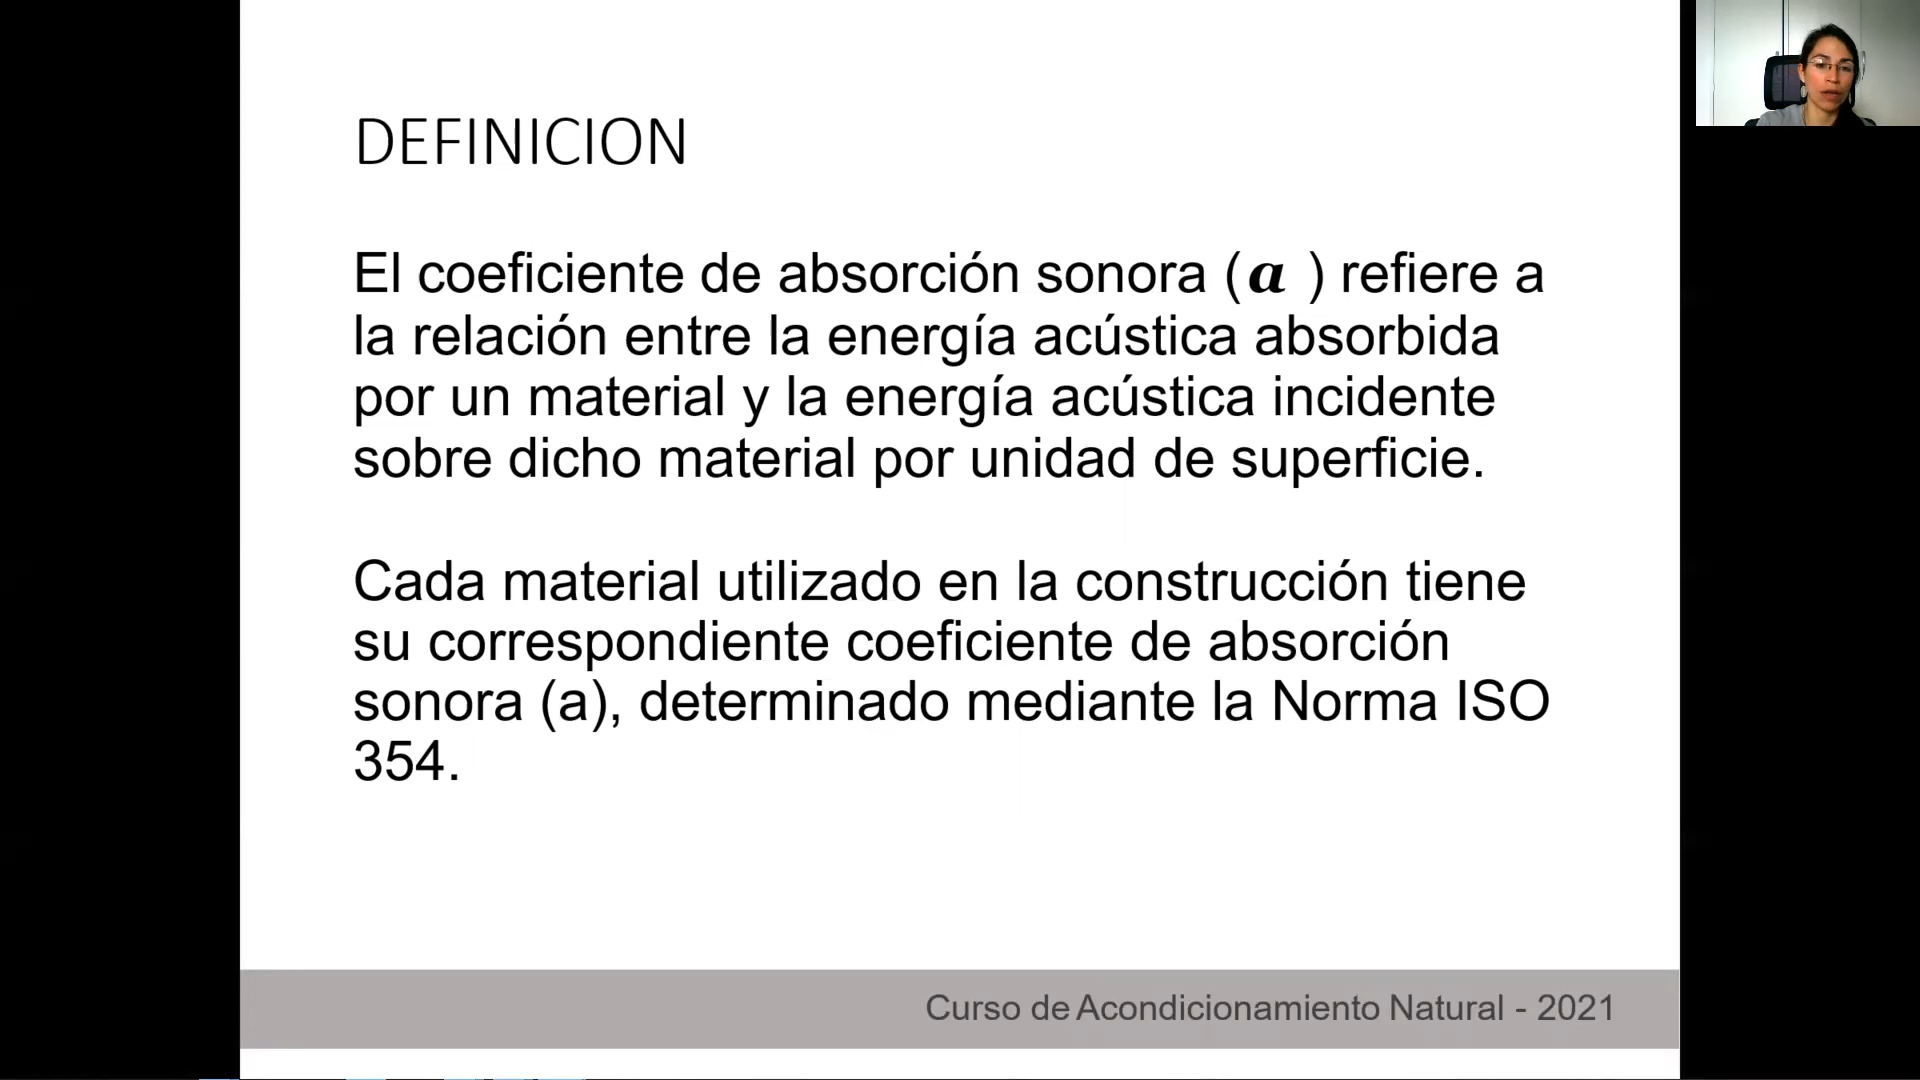 DEFINICION
El coeficiente de absorción sonora (a ) refiere a
la relación entre la energía acústica absorbida
por un material y la energía acústica incidente
sobre dicho material por unidad de superficie.
Cada material utilizado en la construcción tiene
su correspondiente coeficiente de absorción
sonora (a), determinado mediante la Norma ISO
354.
Curso de Acondicionamiento Natural - 2021